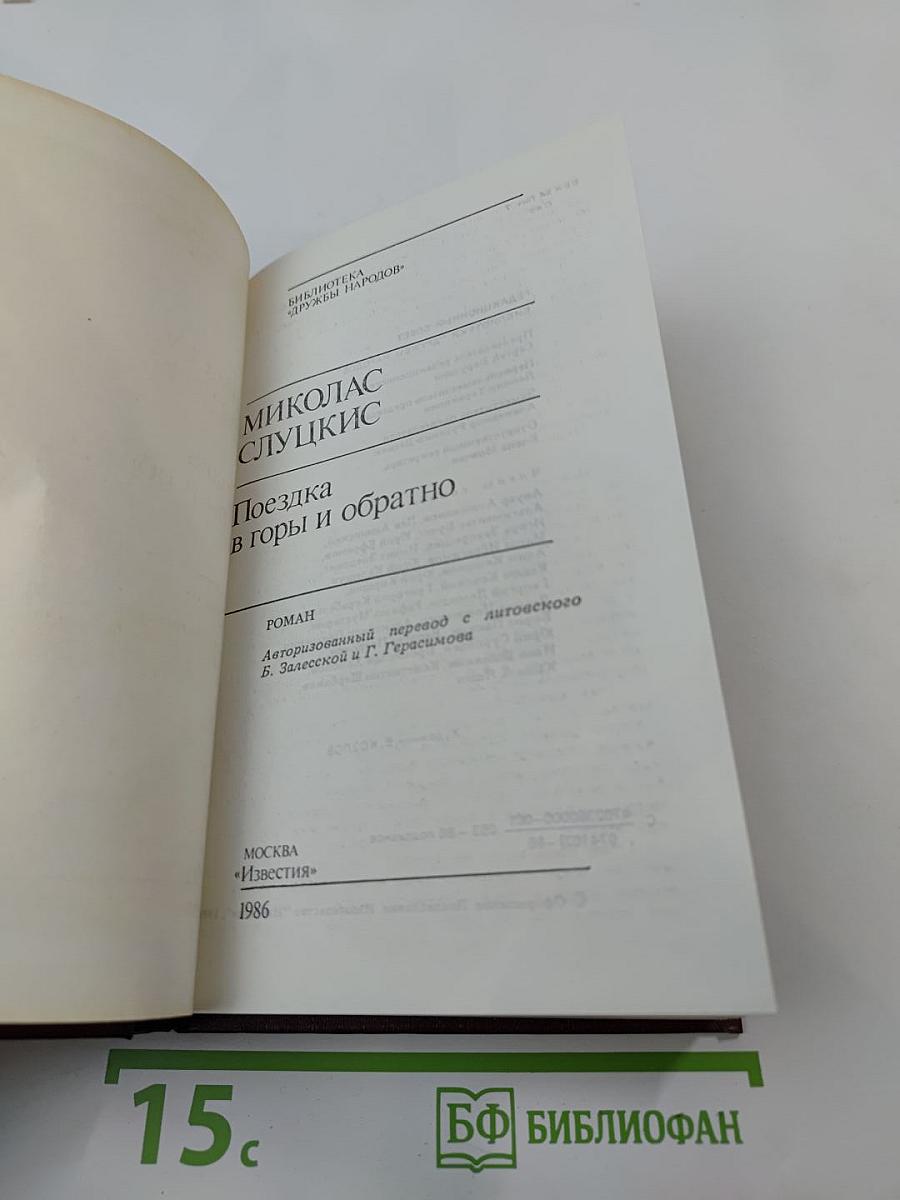 БИБЛИОТЕКА
«ДРУЖБЫ НАРОДОВ»
МИКОЛАС
СЛУЦКИС
Поездка
в горы и обратно
РОМАН
Авторизованный перевод с литовского
Б. Залесской и Г. Герасимова
МОСКВА
«Известия»
1986
15 с
БФ БИБЛИОФАН